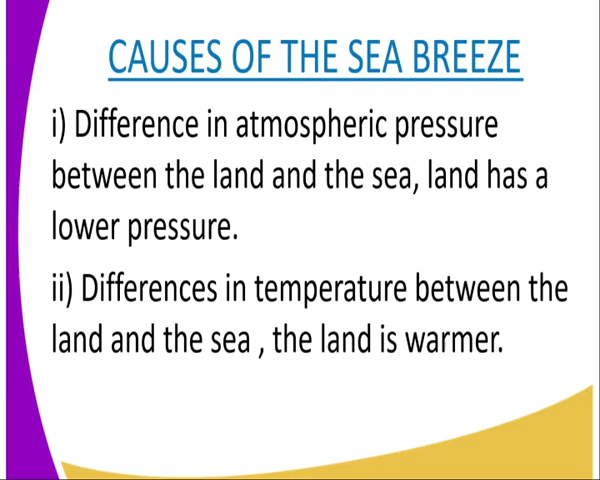 CAUSES OF THE SEA BREEZE
i) Difference in atmospheric pressure
between the land and the sea, land has a
lower pressure.
ii) Differences in temperature between the
land and the sea , the land is warmer.